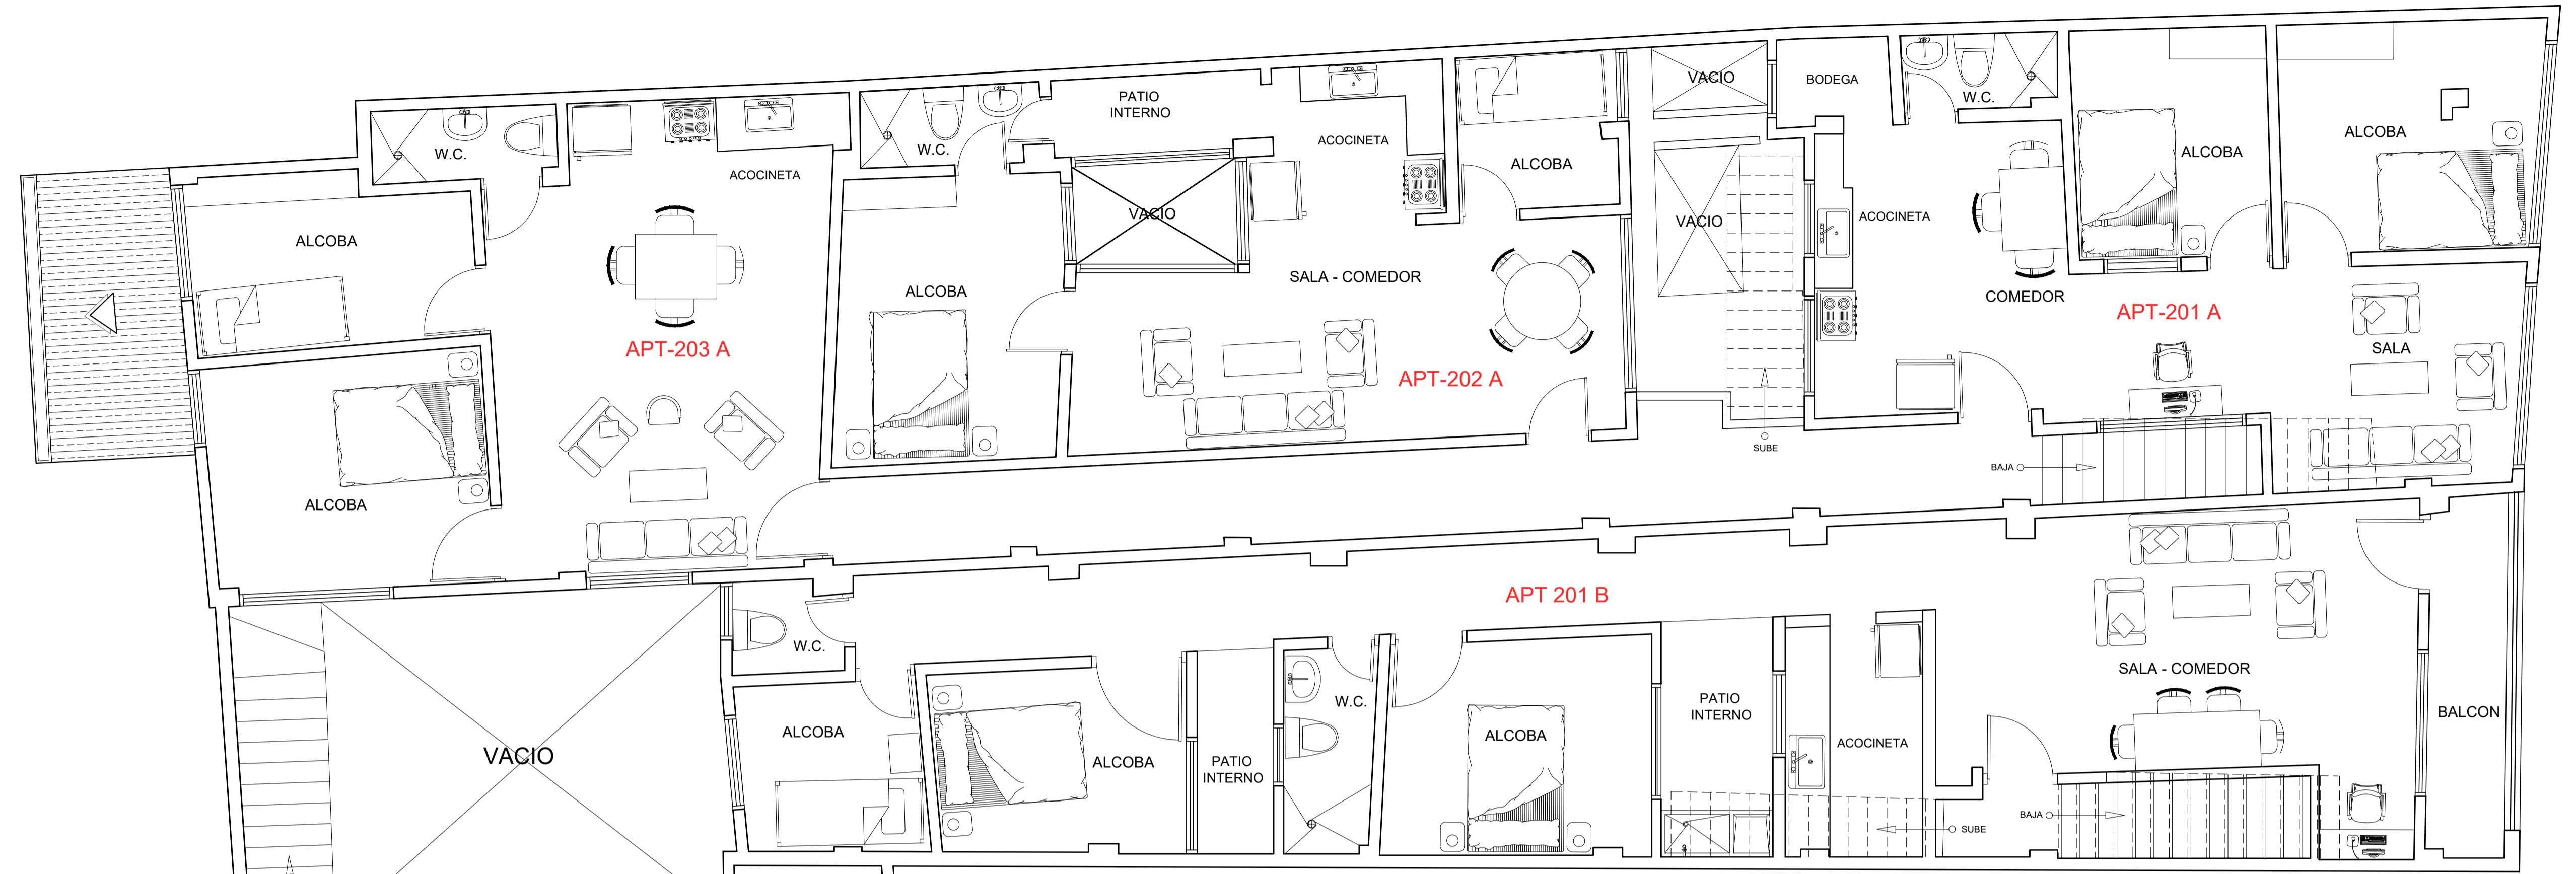 W.C.
ACOCINETA
ALCOBA
APT-203 A
ALCOBA
W.C.
PATIO
INTERNO
ACOCINETA
VACIO
ALCOBA
SALA - COMEDOR
APT-202 A
ALCOBA
VACIO
BODEGA
VACIO
SUBE
W.C.
ACOCINETA
COMEDOR
ALCOBA
ALCOBA
APT-201 A
SALA
BAJA
VACIO
W.C.
ALCOBA
ALCOBA
PATIO
INTERNO
W.C.
ALCOBA
APT 201 B
PATIO
INTERNO
ACOCINETA
SUBE
SALA - COMEDOR
BAJA
BALCON